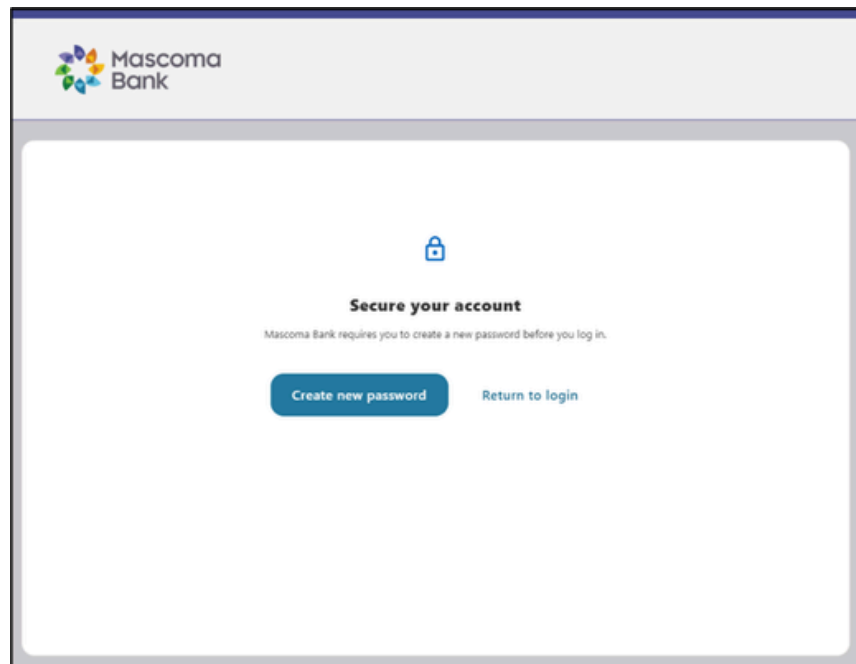 Mascoma
Bank
Secure your account
Mascoma Bank requires you to create a new password before you log in.
Create new password
Return to login